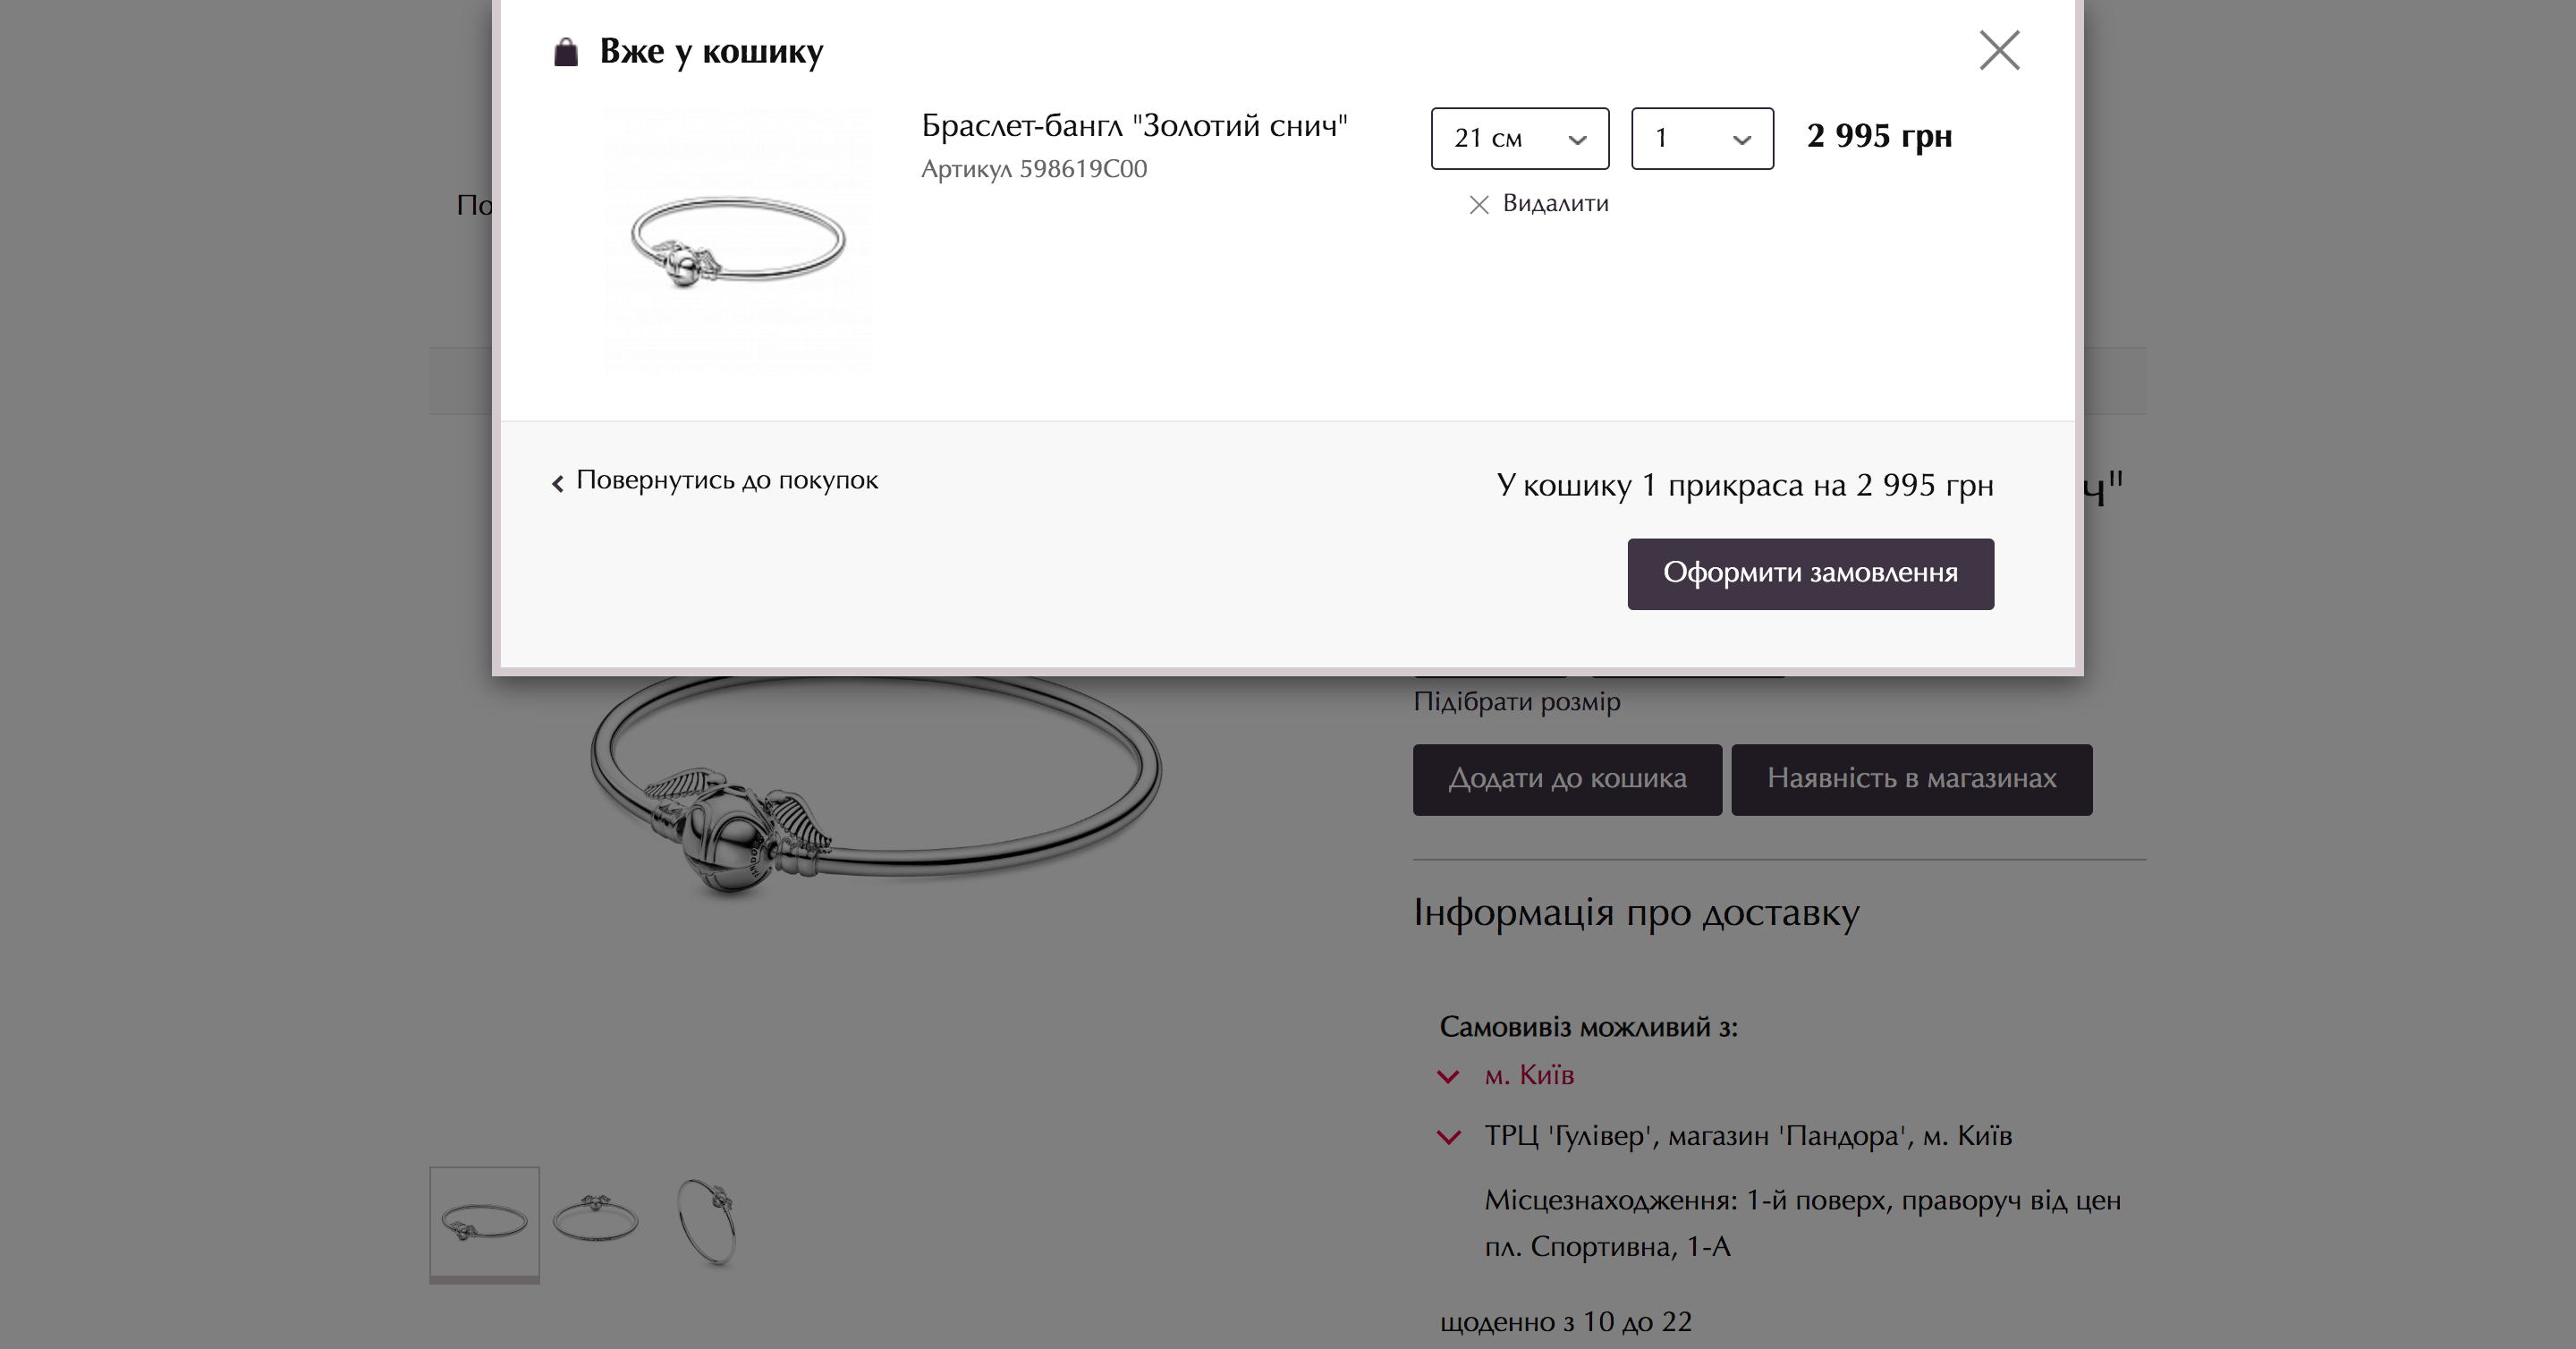 Вже у кошику
Браслет-бангл "Золотий снич"
Артикул 598619C00
21 см
1
2 995 грн
Видалити
Повернутись до покупок
У кошику 1 прикраса на 2 995 грн
Оформити замовлення
По
ч"
Підібрати розмір
Додати до кошика
Наявність в магазинах
Інформація про доставку
Самовивіз можливий з:
м. Київ
ТРЦ 'Гулівер', магазин 'Пандора', м. Київ
Місцезнаходження: 1-й поверх, праворуч від цен
пл. Спортивна, 1-А
щоденно з 10 до 22